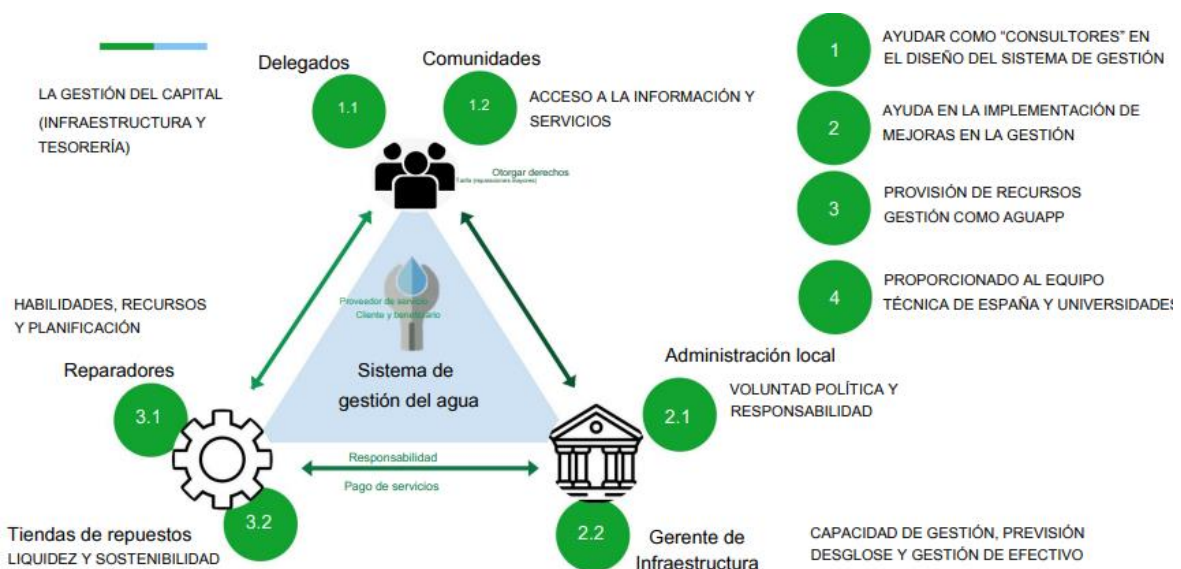 Delegados
1.1
Comunidades
1.2
LA GESTIÓN DEL CAPITAL
(INFRAESTRUCTURA Y
TESORERÍA)
ACCESO A LA INFORMACIÓN Y
SERVICIOS
Otorgar derechos
Tarifa (reparaciones mayores)
Proveedor de servicio
Cliente y beneficiario
Sistema de
gestión del agua
HABILIDADES, RECURSOS
Y PLANIFICACIÓN
Reparadores
3.1
3.2
Tiendas de repuestos
LIQUIDEZ Y SOSTENIBILIDAD
Responsabilidad
Pago de servicios
Administración local
2.1
VOLUNTAD POLÍTICA Y
RESPONSABILIDAD
2.2
Gerente de
Infraestructura
CAPACIDAD DE GESTIÓN, PREVISIÓN
DESGLOSE Y GESTIÓN DE EFECTIVO
1
AYUDAR COMO “CONSULTORES” EN
EL DISEÑO DEL SISTEMA DE GESTIÓN
2
AYUDA EN LA IMPLEMENTACIÓN DE
MEJORAS EN LA GESTIÓN
3
PROVISIÓN DE RECURSOS
GESTIÓN COMO AGUAPP
4
PROPORCIONADO AL EQUIPO
TÉCNICA DE ESPAÑA Y UNIVERSIDADES